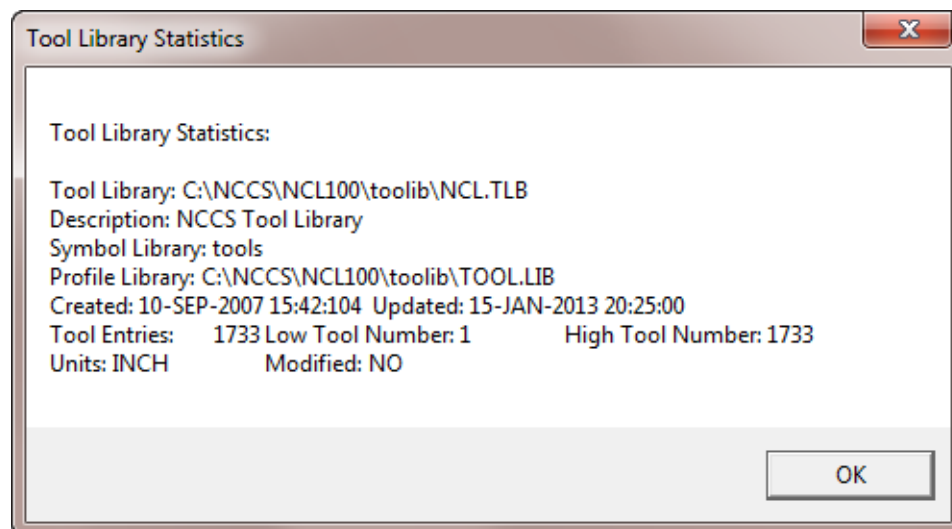 Tool Library Statistics
Tool Library Statistics:
Tool Library: C:\NCCS\NCL100\toolib\NCL.TLB
Description: NCCS Tool Library
Symbol Library: tools
Profile Library: C:\NCCS\NCL100\toolib\TOOL.LIB
Created: 10-SEP-2007 15:42:104 Updated: 15-JAN-2013 20:25:00
Tool Entries: 1733 Low Tool Number: 1 High Tool Number: 1733
Units: INCH Modified: NO
OK